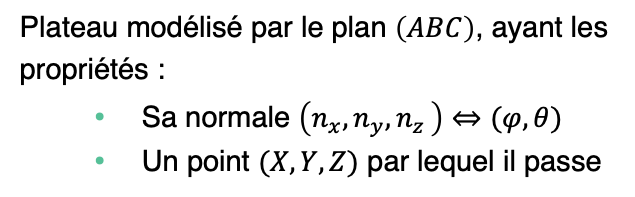 Plateau modélisé par le plan (ABC), ayant les
propriétés :
• Sa normale (nₓ, n_y, n_z) ⇔ (φ, θ)
• Un point (X, Y, Z) par lequel il passe